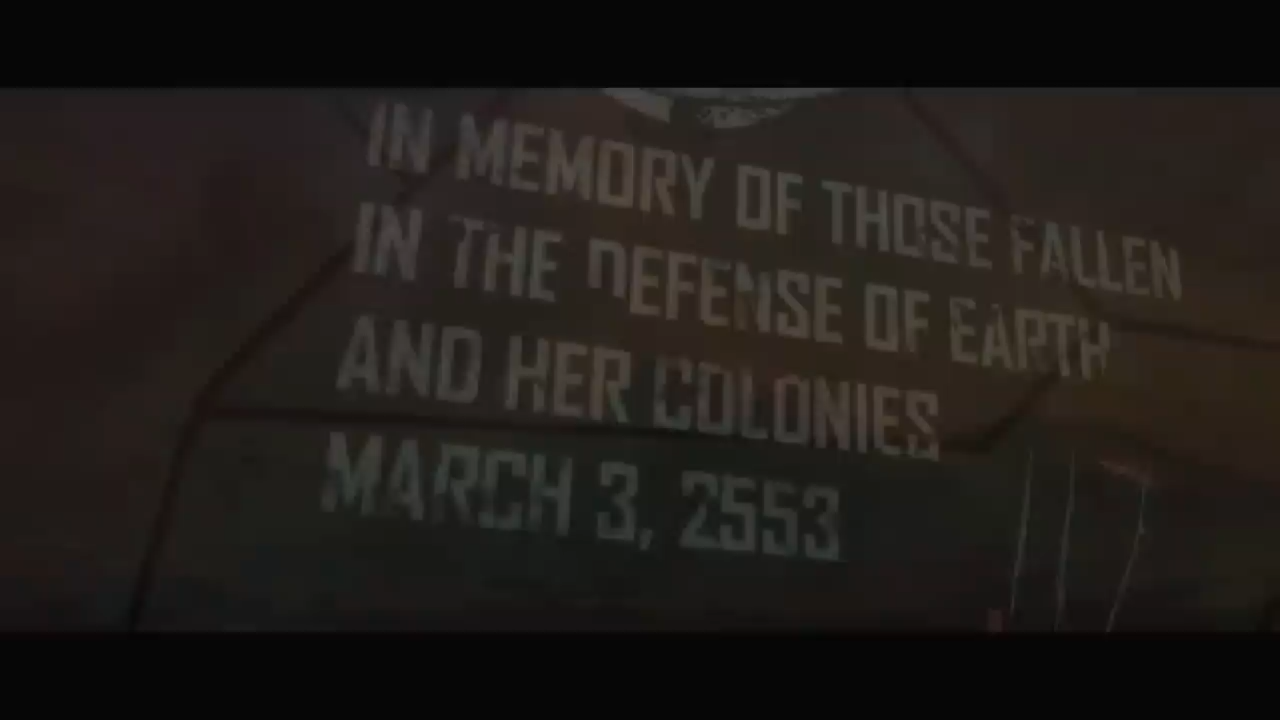 IN MEMORY OF THOSE FALLEN
IN THE DEFENSE OF EARTH
AND HER COLONIES
MARCH 3, 2553